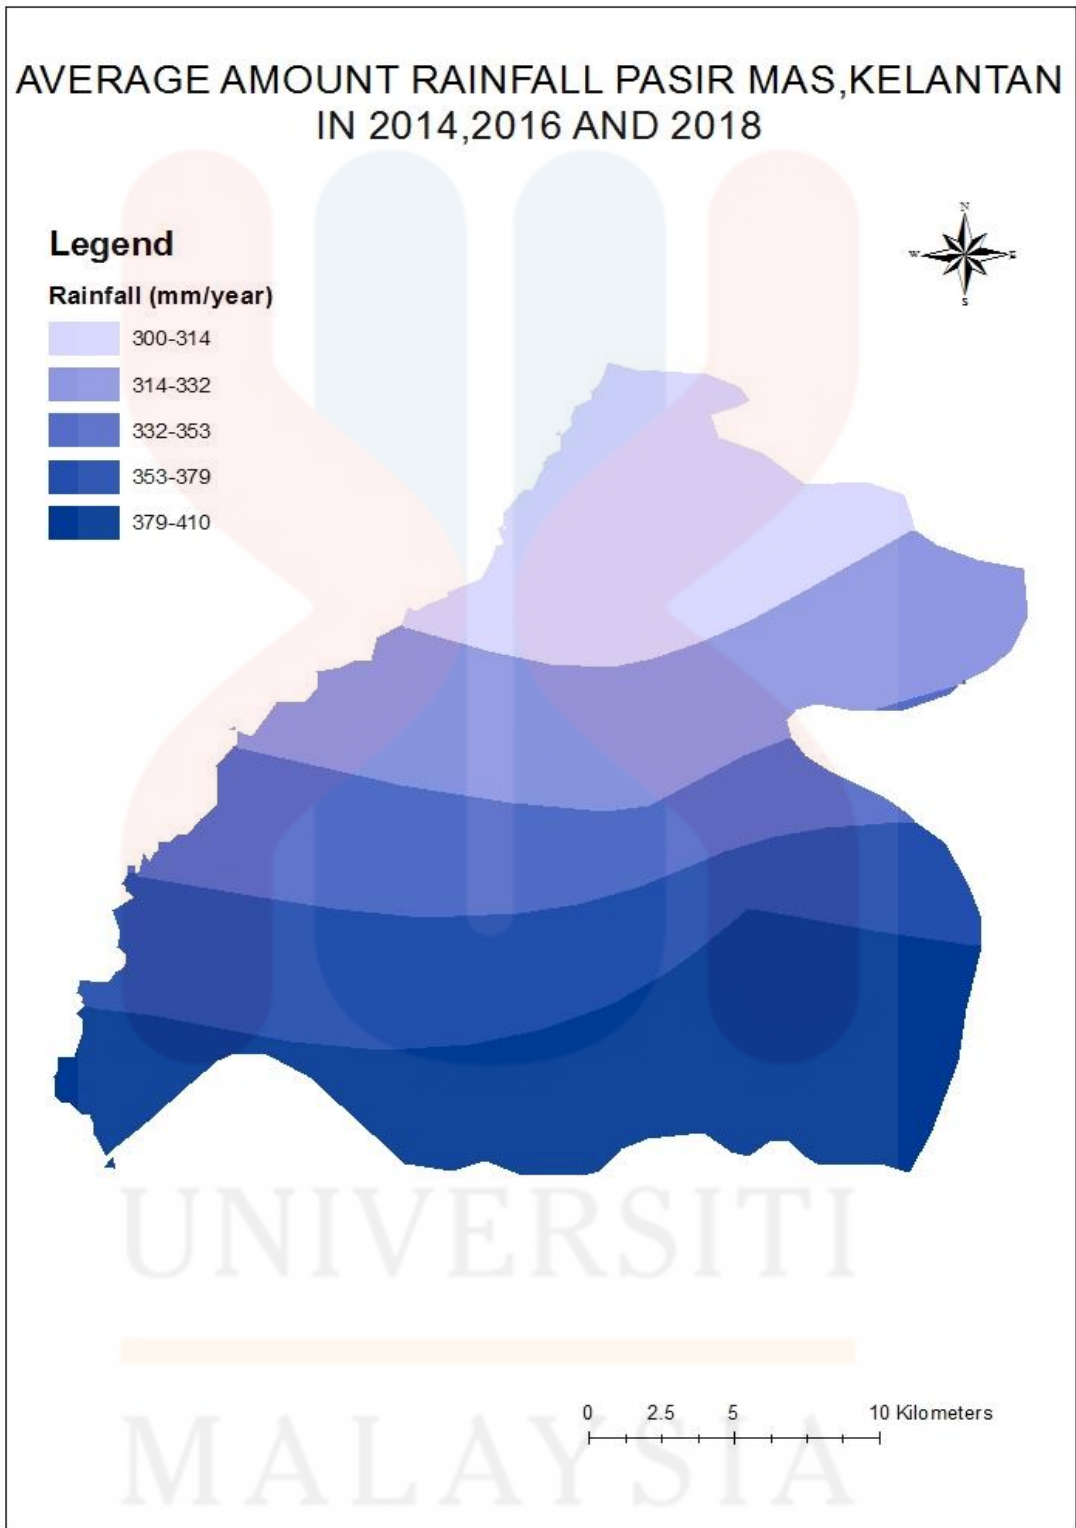 AVERAGE AMOUNT RAINFALL PASIR MAS,KELANTAN
IN 2014,2016 AND 2018
Legend
Rainfall (mm/year)
300-314
314-332
332-353
353-379
379-410
N
W
E
S
UNIVERSITI
0 2.5 5 10 Kilometers
MALAYSIA